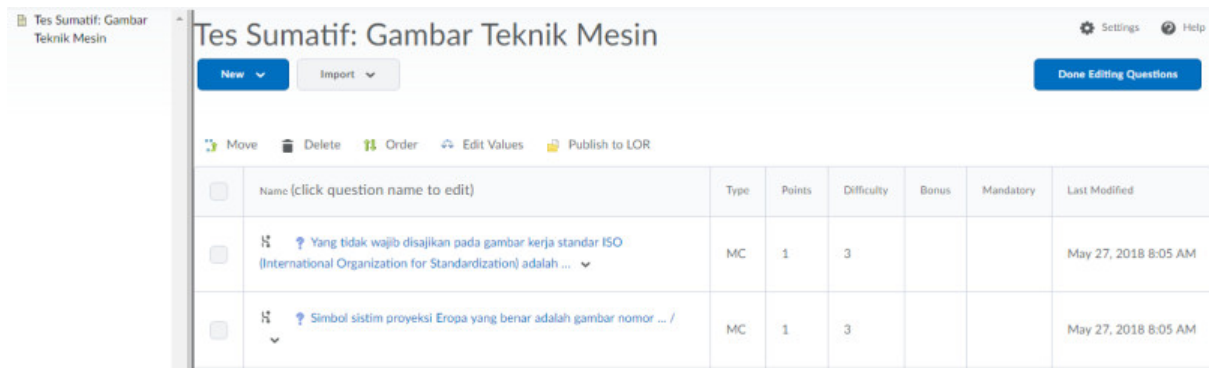 Tes Sumatif: Gambar
Teknik Mesin
Tes Sumatif: Gambar Teknik Mesin
Settings
Help
New
Import
Done Editing Questions
Move
Delete
Order
Edit Values
Publish to LOR
Name (click question name to edit)
Type
Points
Difficulty
Bonus
Mandatory
Last Modified
Yang tidak wajib disajikan pada gambar kerja standar ISO
(International Organization for Standardization) adalah ...
MC
1
3
May 27, 2018 8:05 AM
Simbol sistim proyeksi Eropa yang benar adalah gambar nomor ... /
MC
1
3
May 27, 2018 8:05 AM